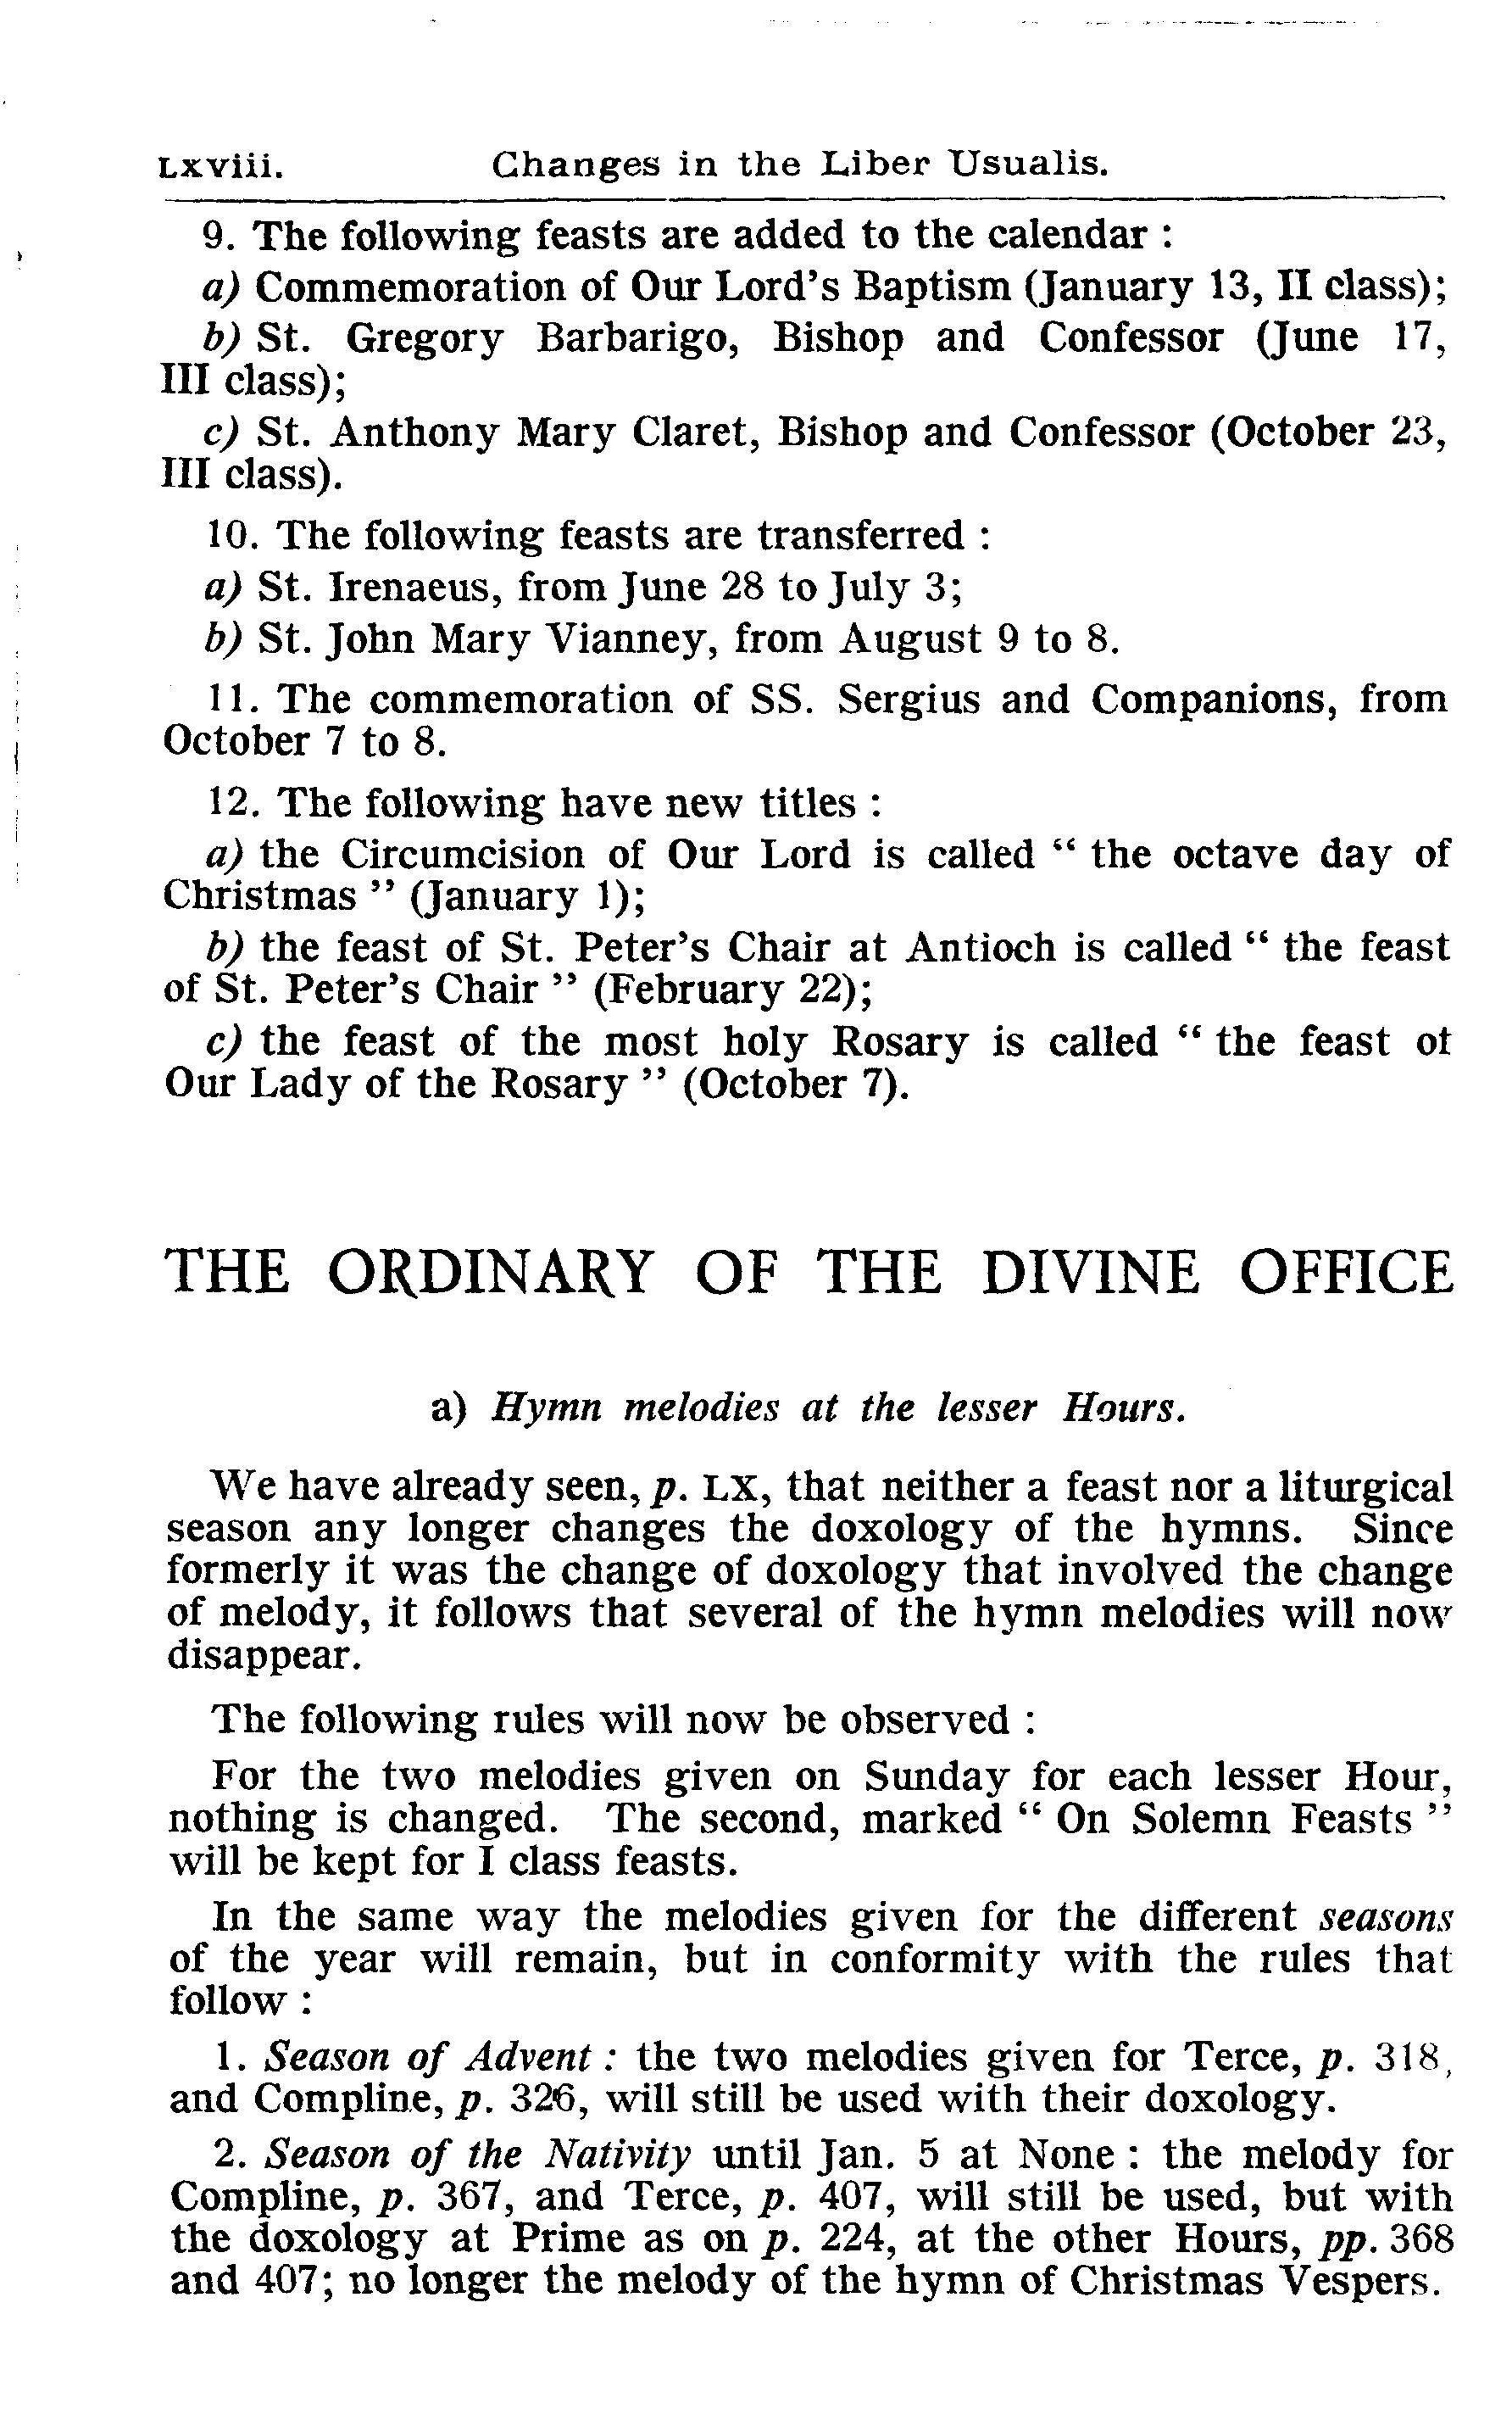 Lxviii. Changes in the Liber Usualis.
9. The following feasts are added to the calendar :
a) Commemoration of Our Lord's Baptism (January 13, II class);
b) St. Gregory Barbarigo, Bishop and Confessor (June 17,
III class);
c) St. Anthony Mary Claret, Bishop and Confessor (October 23,
III class).
10. The following feasts are transferred :
a) St. Irenaeus, from June 28 to July 3;
b) St. John Mary Vianney, from August 9 to 8.
11. The commemoration of SS. Sergius and Companions, from
October 7 to 8.
12. The following have new titles :
a) the Circumcision of Our Lord is called “ the octave day of
Christmas ” (January 1);
b) the feast of St. Peter's Chair at Antioch is called “ the feast
of St. Peter's Chair ” (February 22);
c) the feast of the most holy Rosary is called “ the feast of
Our Lady of the Rosary ” (October 7).
THE ORDINARY OF THE DIVINE OFFICE
a) Hymn melodies at the lesser Hours.
We have already seen, p. LX, that neither a feast nor a liturgical
season any longer changes the doxology of the hymns. Since
formerly it was the change of doxology that involved the change
of melody, it follows that several of the hymn melodies will now
disappear.
The following rules will now be observed :
For the two melodies given on Sunday for each lesser Hour,
nothing is changed. The second, marked “ On Solemn Feasts ”
will be kept for I class feasts.
In the same way the melodies given for the different seasons
of the year will remain, but in conformity with the rules that
follow :
1. Season of Advent : the two melodies given for Terce, p. 318,
and Compline, p. 326, will still be used with their doxology.
2. Season of the Nativity until Jan. 5 at None : the melody for
Compline, p. 367, and Terce, p. 407, will still be used, but with
the doxology at Prime as on p. 224, at the other Hours, pp. 368
and 407; no longer the melody of the hymn of Christmas Vespers.